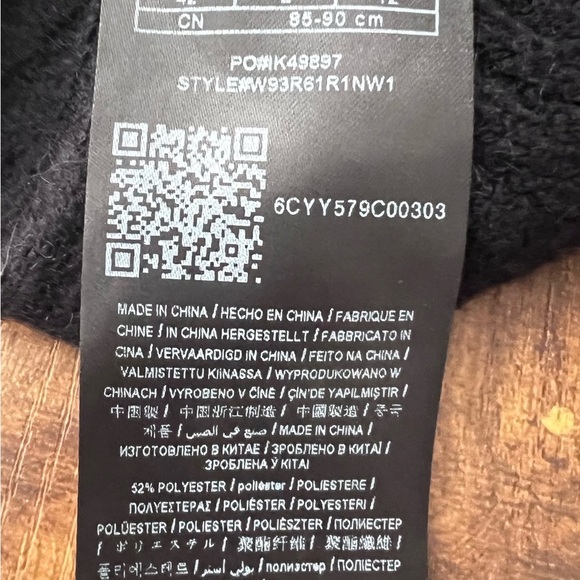 CN 85-90 cm
PO#IK49897
STYLE#W93R61R1NW1
6CYY579C00303
MADE IN CHINA / HECHO EN CHINA / FABRIQUE EN
CHINE / IN CHINA HERGESTELLT / FABBRICATO IN
CINA / VERVAARDIGD IN CHINA / FEITO NA CHINA /
VALMISTETTU KIINASSA / WYPRODUKOWANO W
CHINACH / VYROBENO V ČÍNĚ / ÇİN'DE YAPILMIŞTIR /
中国製 / 中国浙江制造 / 中國製造 / 중국
제품 / صنع في الصين / MADE IN CHINA /
ИЗГОТОВЛЕНО В КИТАЕ / ЗРОБЛЕНО В КИТАЇ /
ЗРОБЛЕНА Ў КІТАІ
52% POLYESTER / poliéster / POLIESTERE /
ΠΟΛΥΕΣΤΕΡΑΣ / POLIÉSTER / POLYESTERI /
POLÜESTER / POLIESTER / POLIÉSZTER / ПОЛИЕСТЕР
/ ポリエステル / 聚酯纤维 / 聚酯纖維 /
폴리에스테르 / بولي أستر / полиэстер / ПОЛІЕСТЕР